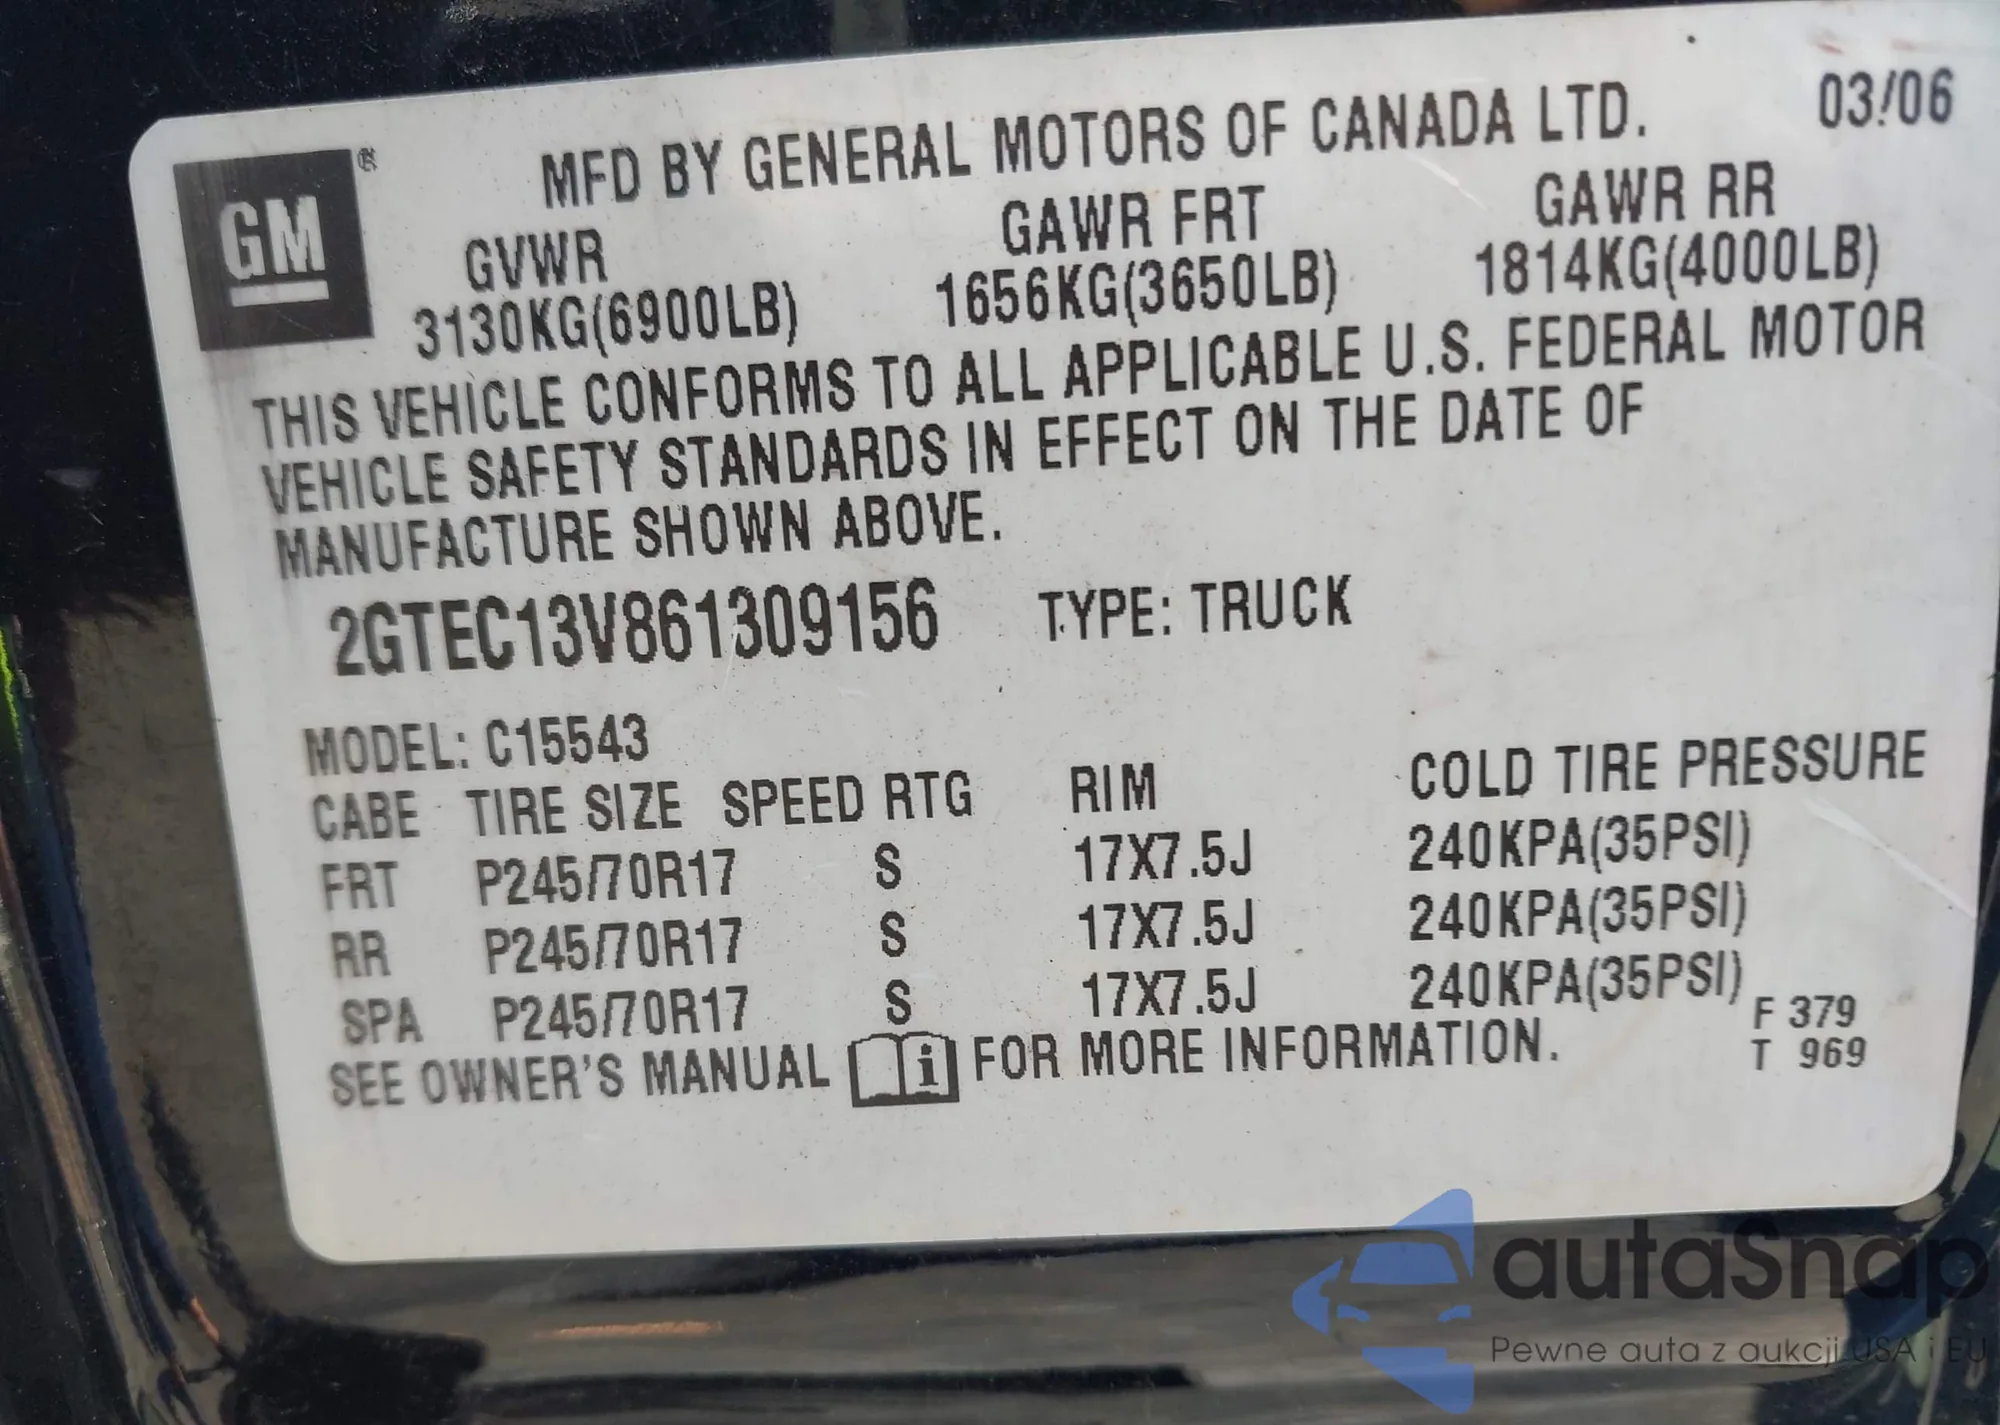 GM ®
MFD BY GENERAL MOTORS OF CANADA LTD. 03/06
GVWR GAWR FRT GAWR RR
3130KG(6900LB) 1656KG(3650LB) 1814KG(4000LB)
THIS VEHICLE CONFORMS TO ALL APPLICABLE U.S. FEDERAL MOTOR
VEHICLE SAFETY STANDARDS IN EFFECT ON THE DATE OF
MANUFACTURE SHOWN ABOVE.
2GTEC13V861309156 TYPE: TRUCK
MODEL: C15543
CABE TIRE SIZE SPEED RTG RIM COLD TIRE PRESSURE
FRT P245/70R17 S 17X7.5J 240KPA(35PSI)
RR P245/70R17 S 17X7.5J 240KPA(35PSI)
SPA P245/70R17 S 17X7.5J 240KPA(35PSI)
SEE OWNER'S MANUAL i FOR MORE INFORMATION.
F 379
T 969
autaSnap
Pewne auta z aukcji USA i EU